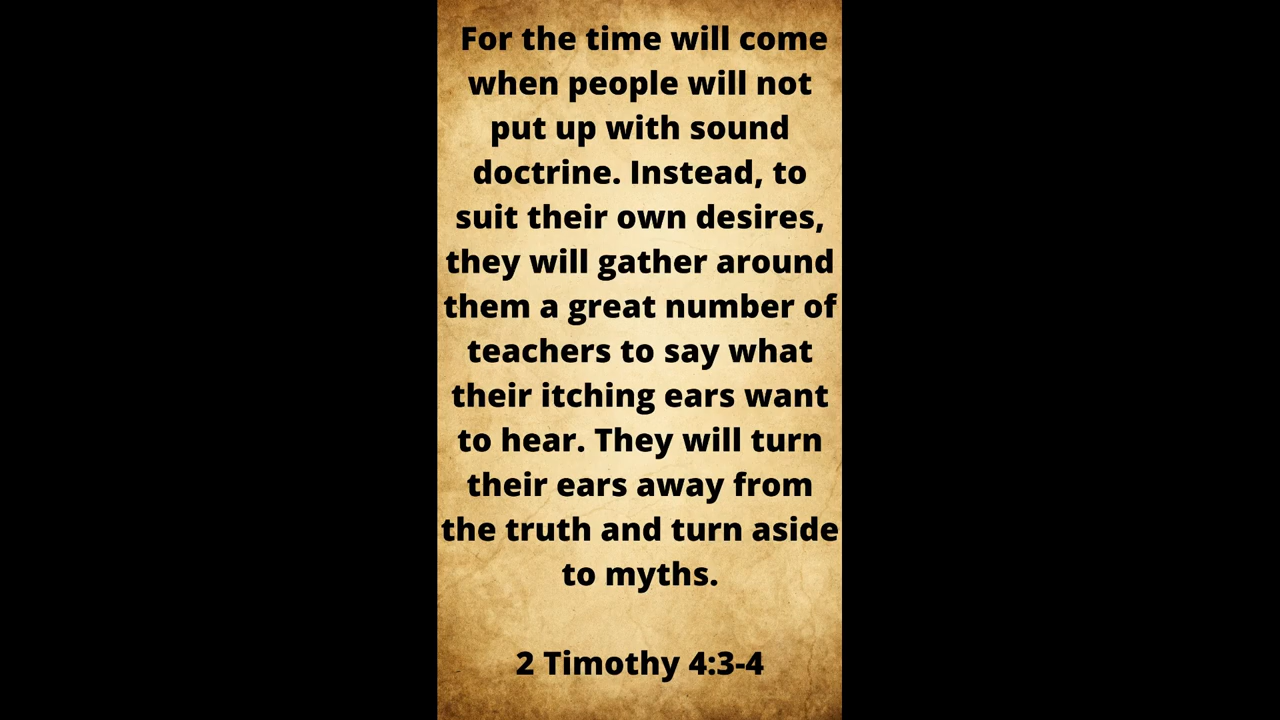 For the time will come
when people will not
put up with sound
doctrine. Instead, to
suit their own desires,
they will gather around
them a great number of
teachers to say what
their itching ears want
to hear. They will turn
their ears away from
the truth and turn aside
to myths.
2 Timothy 4:3-4